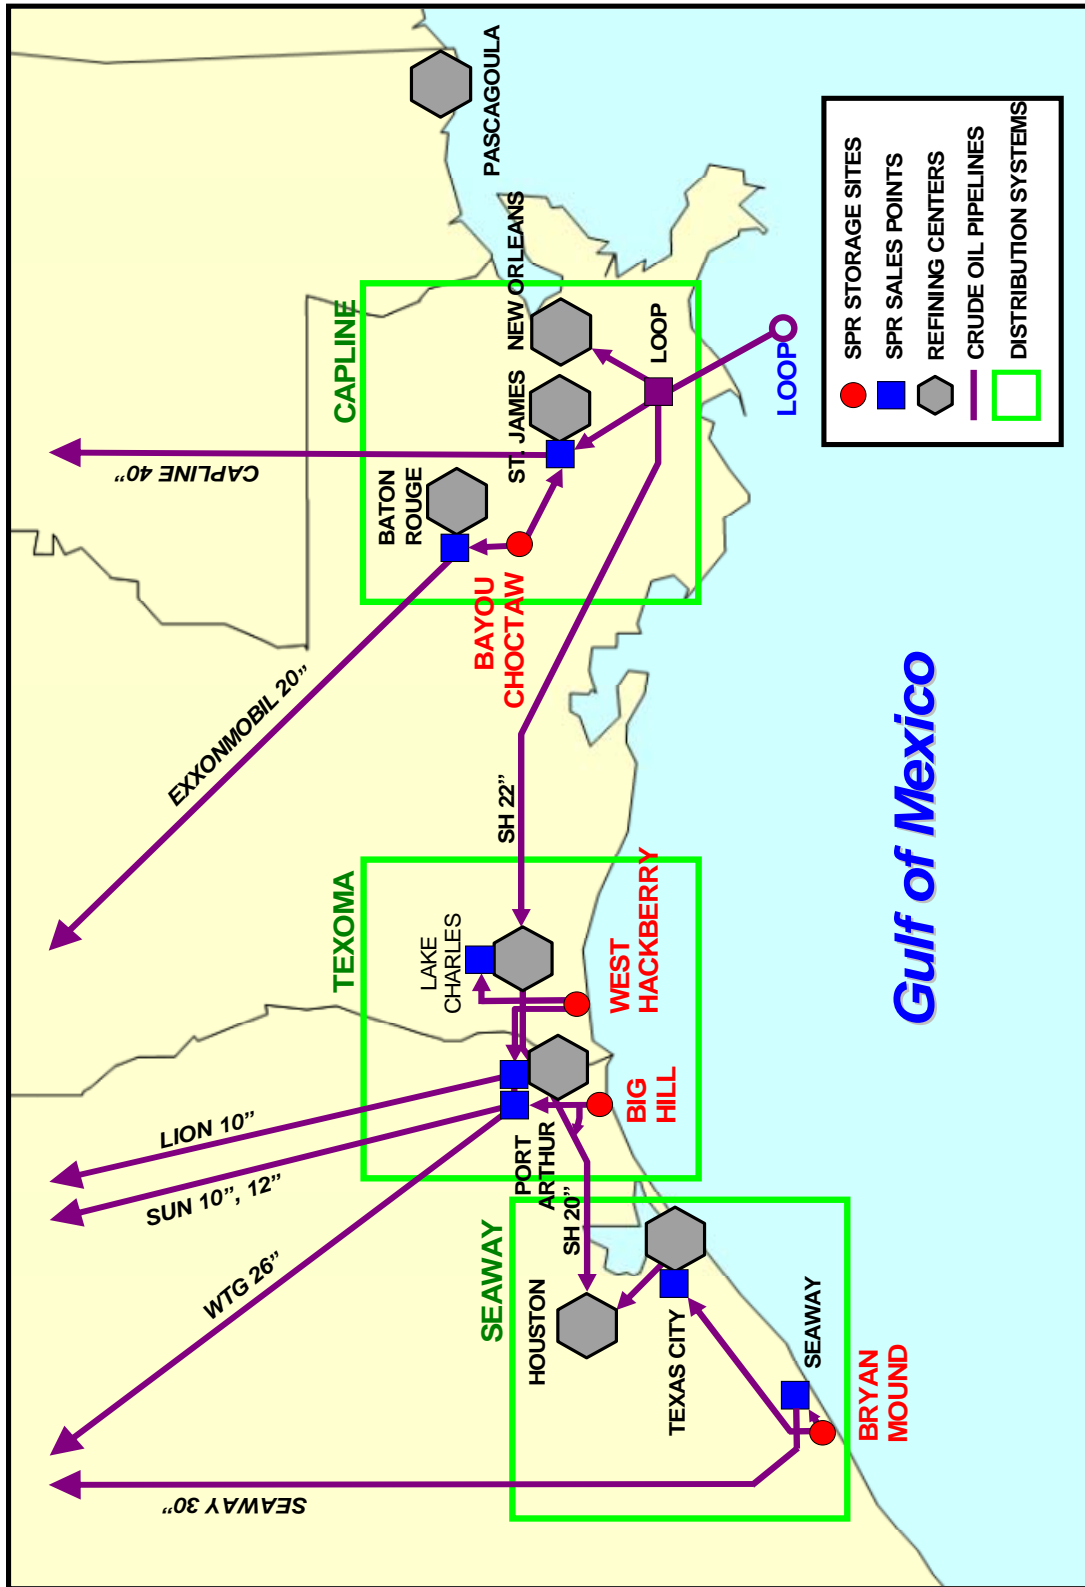 SEAWAY 30”
WTG 26”
SUN 10”, 12”
LION 10”
EXXONMOBIL 20”
CAPLINE 40”
SEAWAY
TEXOMA
CAPLINE
HOUSTON
TEXAS CITY
SEAWAY
BRYAN
MOUND
SH 20”
PORT
ARTHUR
BIG
HILL
LAKE
CHARLES
WEST
HACKBERRY
SH 22”
BAYOU
CHOCTAW
BATON
ROUGE
ST. JAMES
NEW ORLEANS
LOOP
LOOP
PASCAGOULA
Gulf of Mexico
SPR STORAGE SITES
SPR SALES POINTS
REFINING CENTERS
CRUDE OIL PIPELINES
DISTRIBUTION SYSTEMS